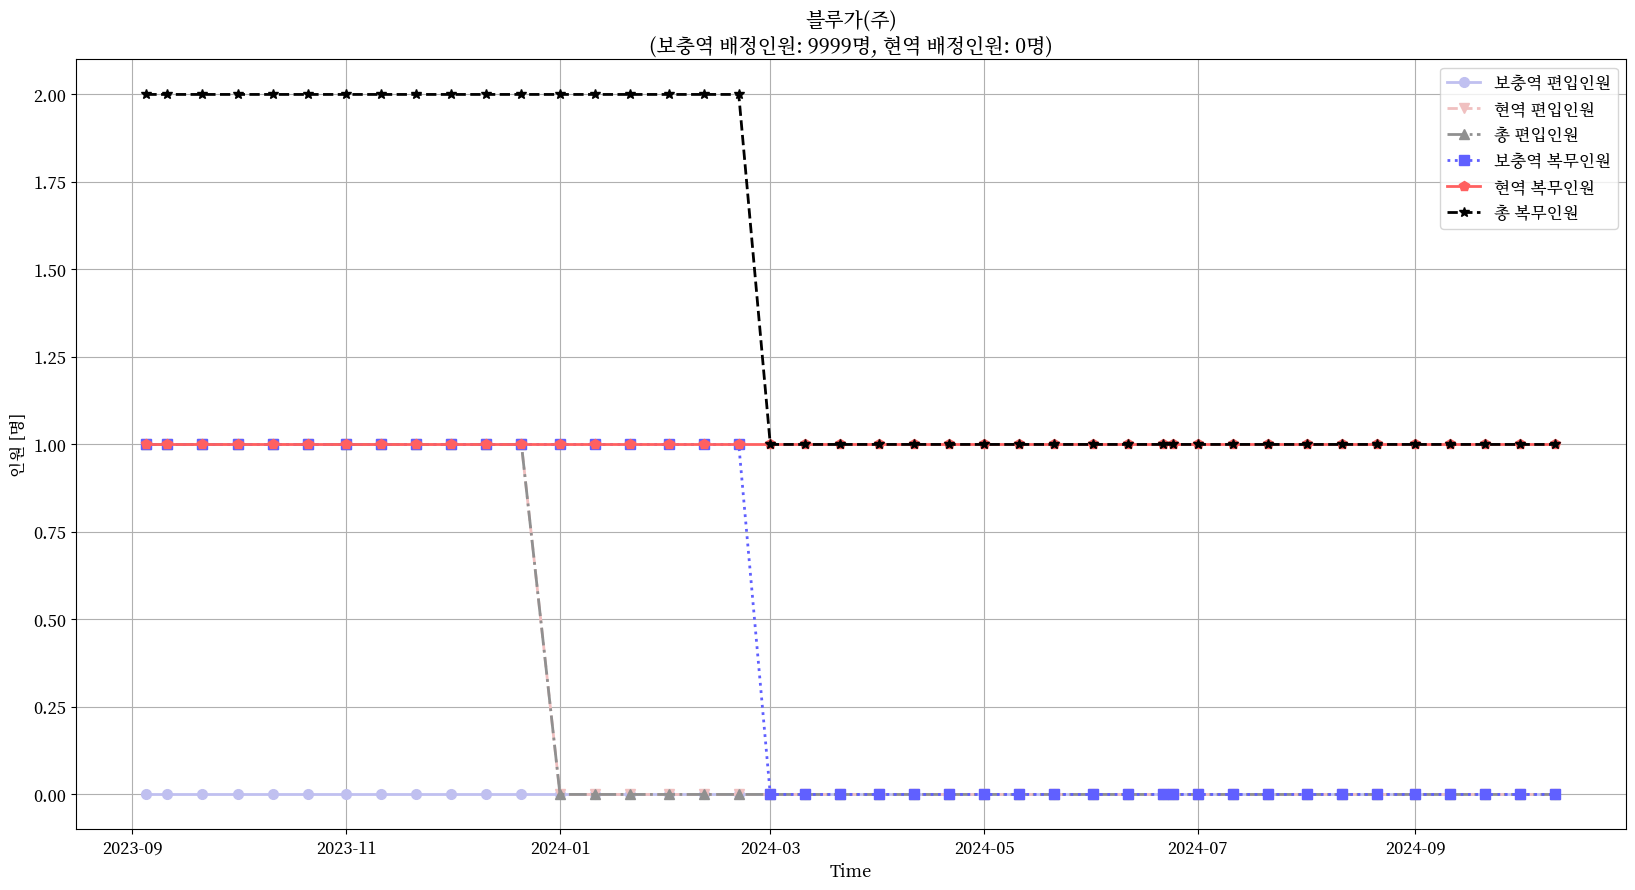 블루가(주)
(보충역 배정인원: 9999명, 현역 배정인원: 0명)
보충역 편입인원
현역 편입인원
총 편입인원
보충역 복무인원
현역 복무인원
총 복무인원
2.00
1.75
1.50
1.25
1.00
0.75
0.50
0.25
0.00
인원 [명]
2023-09
2023-11
2024-01
2024-03
2024-05
2024-07
2024-09
Time